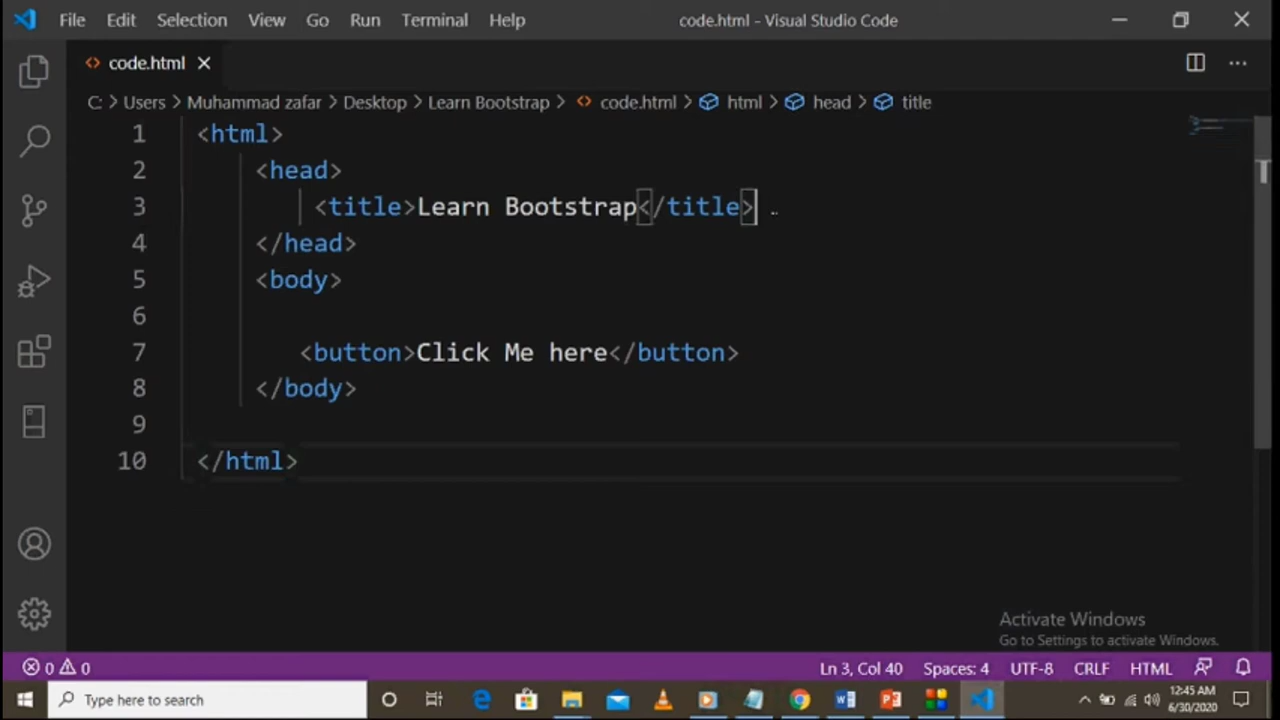 File Edit Selection View Go Run Terminal Help code.html - Visual Studio Code
code.html
C: > Users > Muhammad zafar > Desktop > Learn Bootstrap > code.html > html > head > title
1 <html>
2 <head>
3 <title>Learn Bootstrap</title>
4 </head>
5 <body>
6
7 <button>Click Me here</button>
8 </body>
9
10 </html>
Activate Windows
Go to Settings to activate Windows.
0 0 Ln 3, Col 40 Spaces: 4 UTF-8 CRLF HTML
Type here to search
12:45 AM
6/30/2020